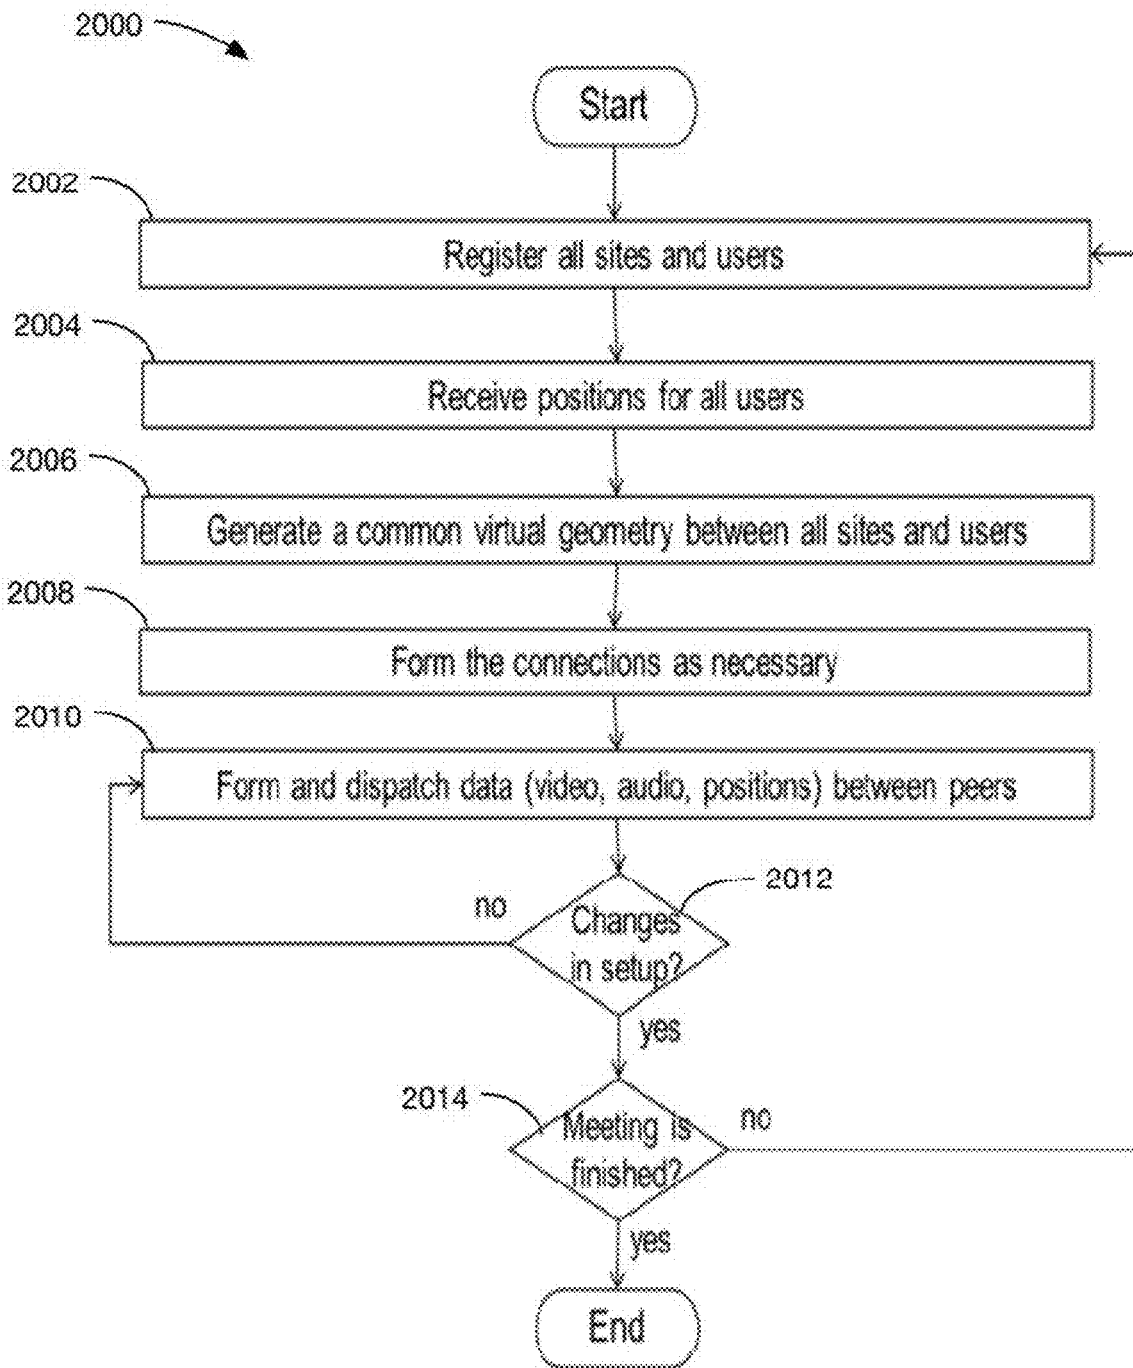 2000
Start
2002
Register all sites and users
2004
Receive positions for all users
2006
Generate a common virtual geometry between all sites and users
2008
Form the connections as necessary
2010
Form and dispatch data (video, audio, positions) between peers
2012
no
Changes
in setup?
yes
2014
Meeting is
finished?
no
yes
End